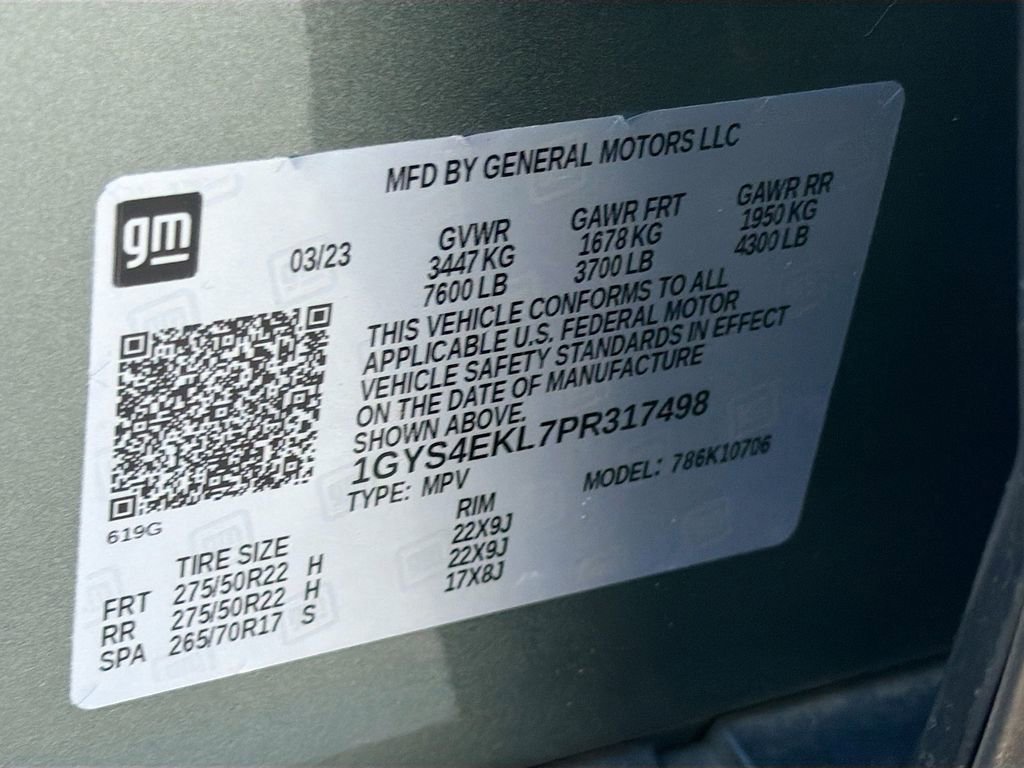 MFD BY GENERAL MOTORS LLC
gm
03/23
GVWR GAWR FRT GAWR RR
3447 KG 1678 KG 1950 KG
7600 LB 3700 LB 4300 LB
THIS VEHICLE CONFORMS TO ALL
APPLICABLE U.S. FEDERAL MOTOR
VEHICLE SAFETY STANDARDS IN EFFECT
ON THE DATE OF MANUFACTURE
SHOWN ABOVE.
1GYS4EKL7PR317498
TYPE: MPV MODEL: 786K10706
619G
TIRE SIZE RIM
FRT 275/50R22 H 22X9J
RR 275/50R22 H 22X9J
SPA 265/70R17 S 17X8J